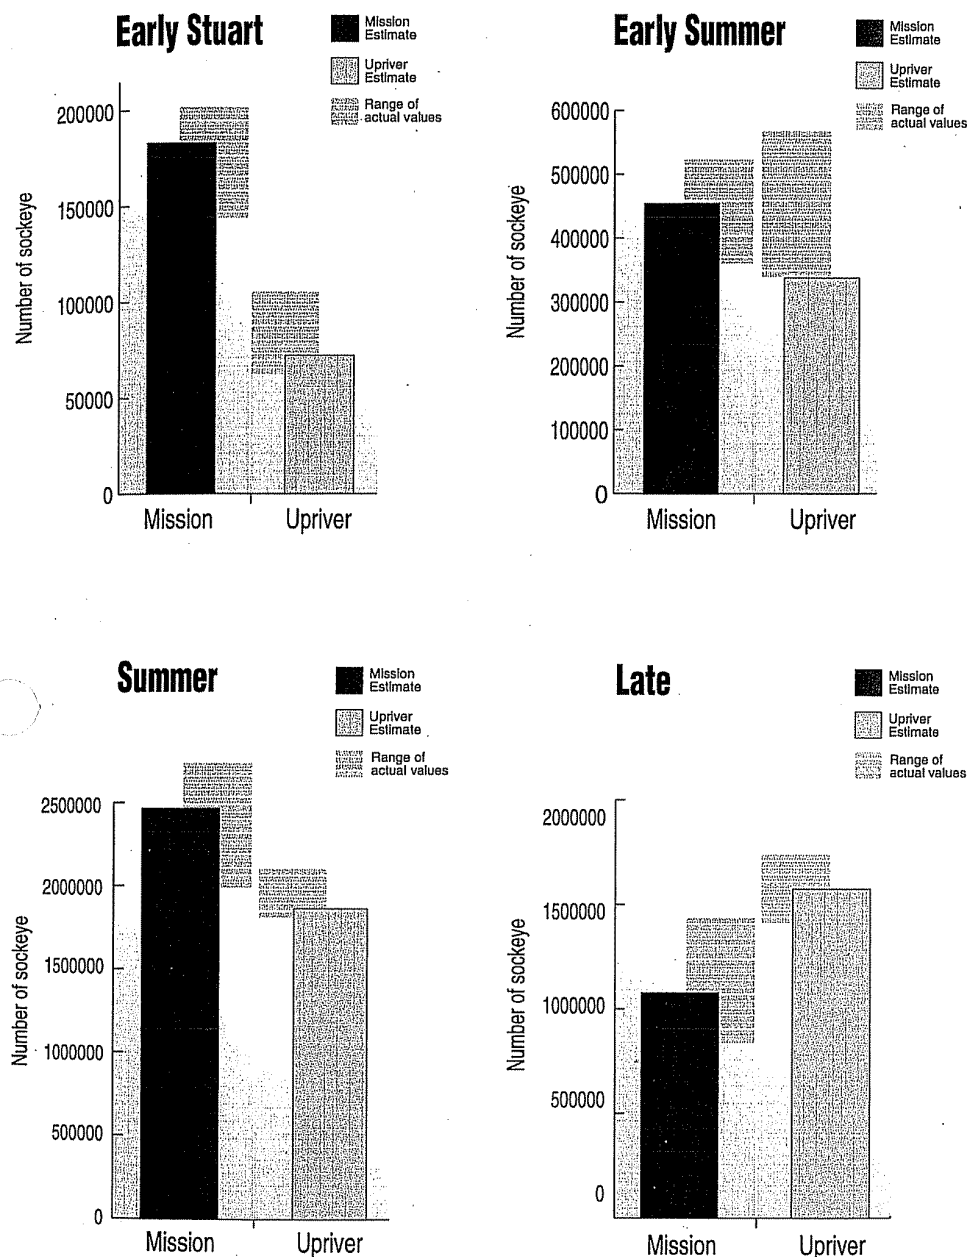 Early Stuart
Mission
Estimate
Upriver
Estimate
Range of
actual values
200000
150000
100000
50000
0
Number of sockeye
Mission
Upriver
Early Summer
Mission
Estimate
Upriver
Estimate
Range of
actual values
600000
500000
400000
300000
200000
100000
0
Number of sockeye
Mission
Upriver
Summer
Mission
Estimate
Upriver
Estimate
Range of
actual values
2500000
2000000
1500000
1000000
500000
0
Number of sockeye
Mission
Upriver
Late
Mission
Estimate
Upriver
Estimate
Range of
actual values
2000000
1500000
1000000
500000
0
Number of sockeye
Mission
Upriver